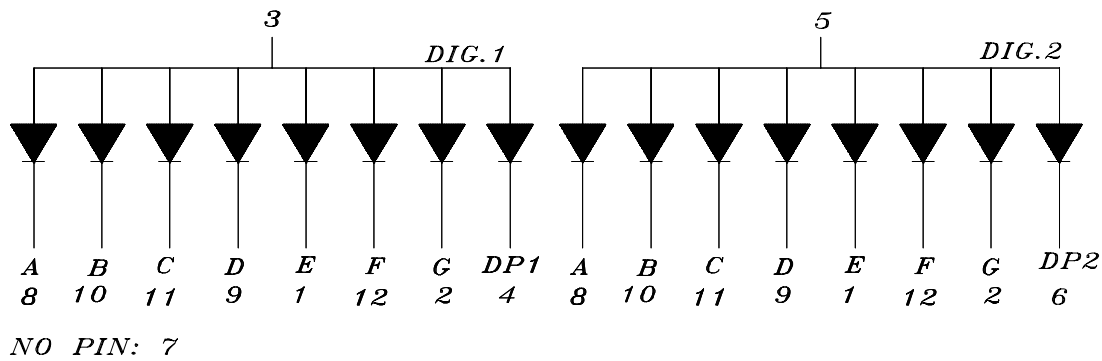 3 5
DIG.1 DIG.2
A B C D E F G DP1 A B C D E F G DP2
8 10 11 9 1 12 2 4 8 10 11 9 1 12 2 6
NO PIN: 7